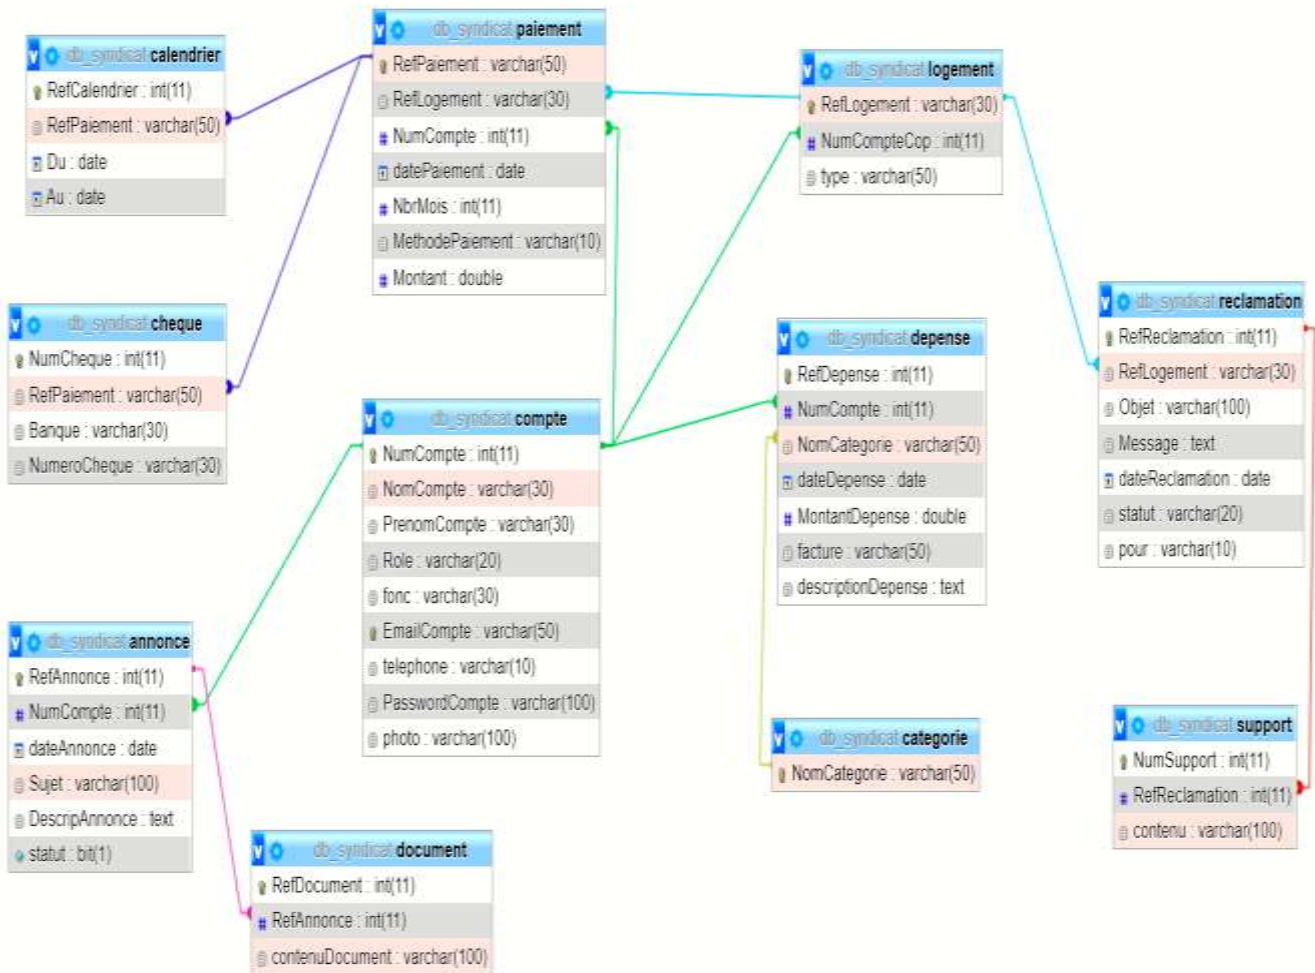 db_syndicat calendrier
RefCalendrier : int(11)
RefPaiement : varchar(50)
Du : date
Au : date
db_syndicat paiement
RefPaiement : varchar(50)
RefLogement : varchar(30)
NumCompte : int(11)
datePaiement : date
NbrMois : int(11)
MethodePaiement : varchar(10)
Montant : double
db_syndicat logement
RefLogement : varchar(30)
NumCompteCop : int(11)
type : varchar(50)
db_syndicat cheque
NumCheque : int(11)
RefPaiement : varchar(50)
Banque : varchar(30)
NumeroCheque : varchar(30)
db_syndicat compte
NumCompte : int(11)
NomCompte : varchar(30)
PrenomCompte : varchar(30)
Role : varchar(20)
fonc : varchar(30)
EmailCompte : varchar(50)
telephone : varchar(10)
PasswordCompte : varchar(100)
photo : varchar(100)
db_syndicat depense
RefDepense : int(11)
NumCompte : int(11)
NomCategorie : varchar(50)
dateDepense : date
MontantDepense : double
facture : varchar(50)
descriptionDepense : text
db_syndicat reclamation
RefReclamation : int(11)
RefLogement : varchar(30)
Objet : varchar(100)
Message : text
dateReclamation : date
statut : varchar(20)
pour : varchar(10)
db_syndicat annonce
RefAnnonce : int(11)
NumCompte : int(11)
dateAnnonce : date
Sujet : varchar(100)
DescripAnnonce : text
statut : bit(1)
db_syndicat categorie
NomCategorie : varchar(50)
db_syndicat support
NumSupport : int(11)
RefReclamation : int(11)
contenu : varchar(100)
db_syndicat document
RefDocument : int(11)
RefAnnonce : int(11)
contenuDocument : varchar(100)